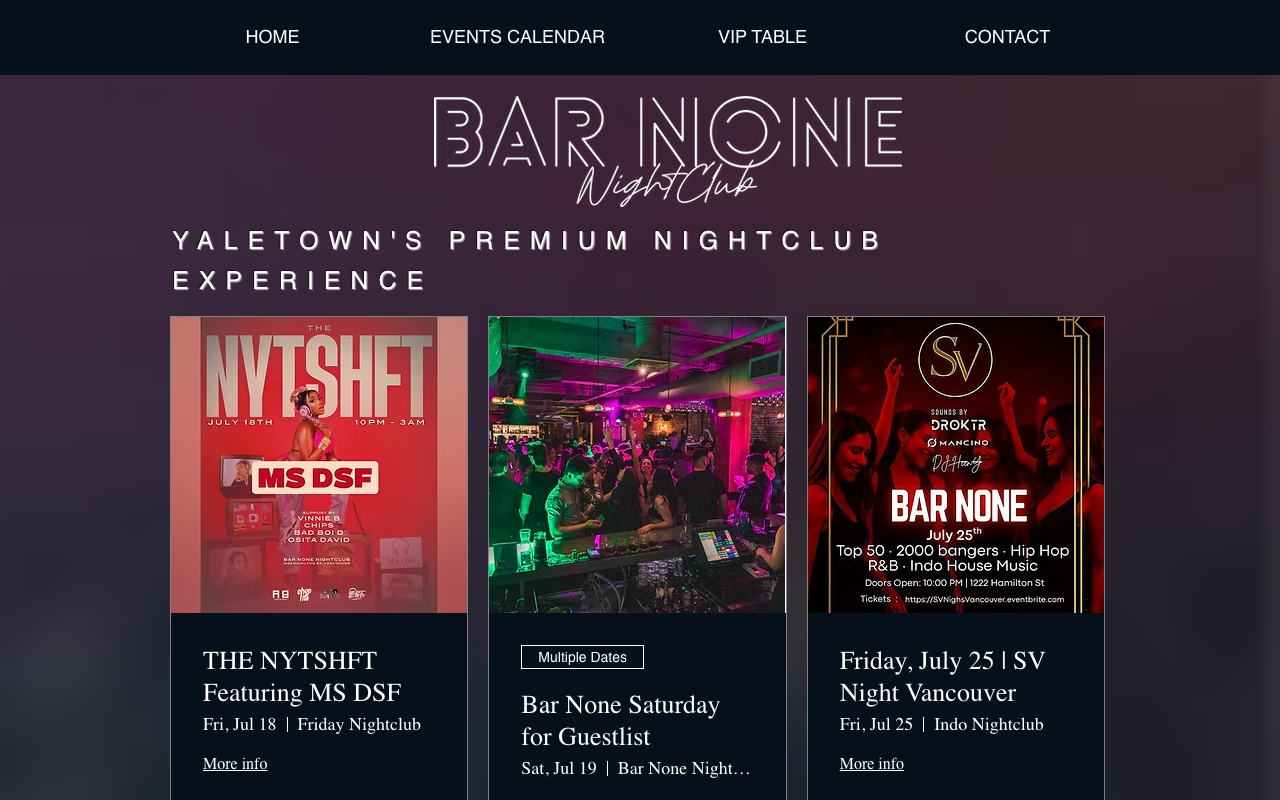 HOME
EVENTS CALENDAR
VIP TABLE
CONTACT
BAR NONE
NightClub
YALETOWN'S PREMIUM NIGHTCLUB
EXPERIENCE
THE
NYTSHFT
JULY 18TH 10PM - 3AM
MS DSF
SUPPORT BY
VINNIE B
CHIPS
BAD BOI D
OSITA DAVID
BAR NONE NIGHTCLUB
1222 HAMILTON ST, VANCOUVER
THE NYTSHFT
Featuring MS DSF
Fri, Jul 18 | Friday Nightclub
More info
Multiple Dates
Bar None Saturday
for Guestlist
Sat, Jul 19 | Bar None Night…
SV
SOUNDS BY
DROKTR
MANCINO
BAR NONE
July 25th
Top 50 · 2000 bangers · Hip Hop
R&B · Indo House Music
Doors Open: 10:00 PM | 1222 Hamilton St
Tickets : https://SVNighsVancouver.eventbrite.com
Friday, July 25 | SV
Night Vancouver
Fri, Jul 25 | Indo Nightclub
More info